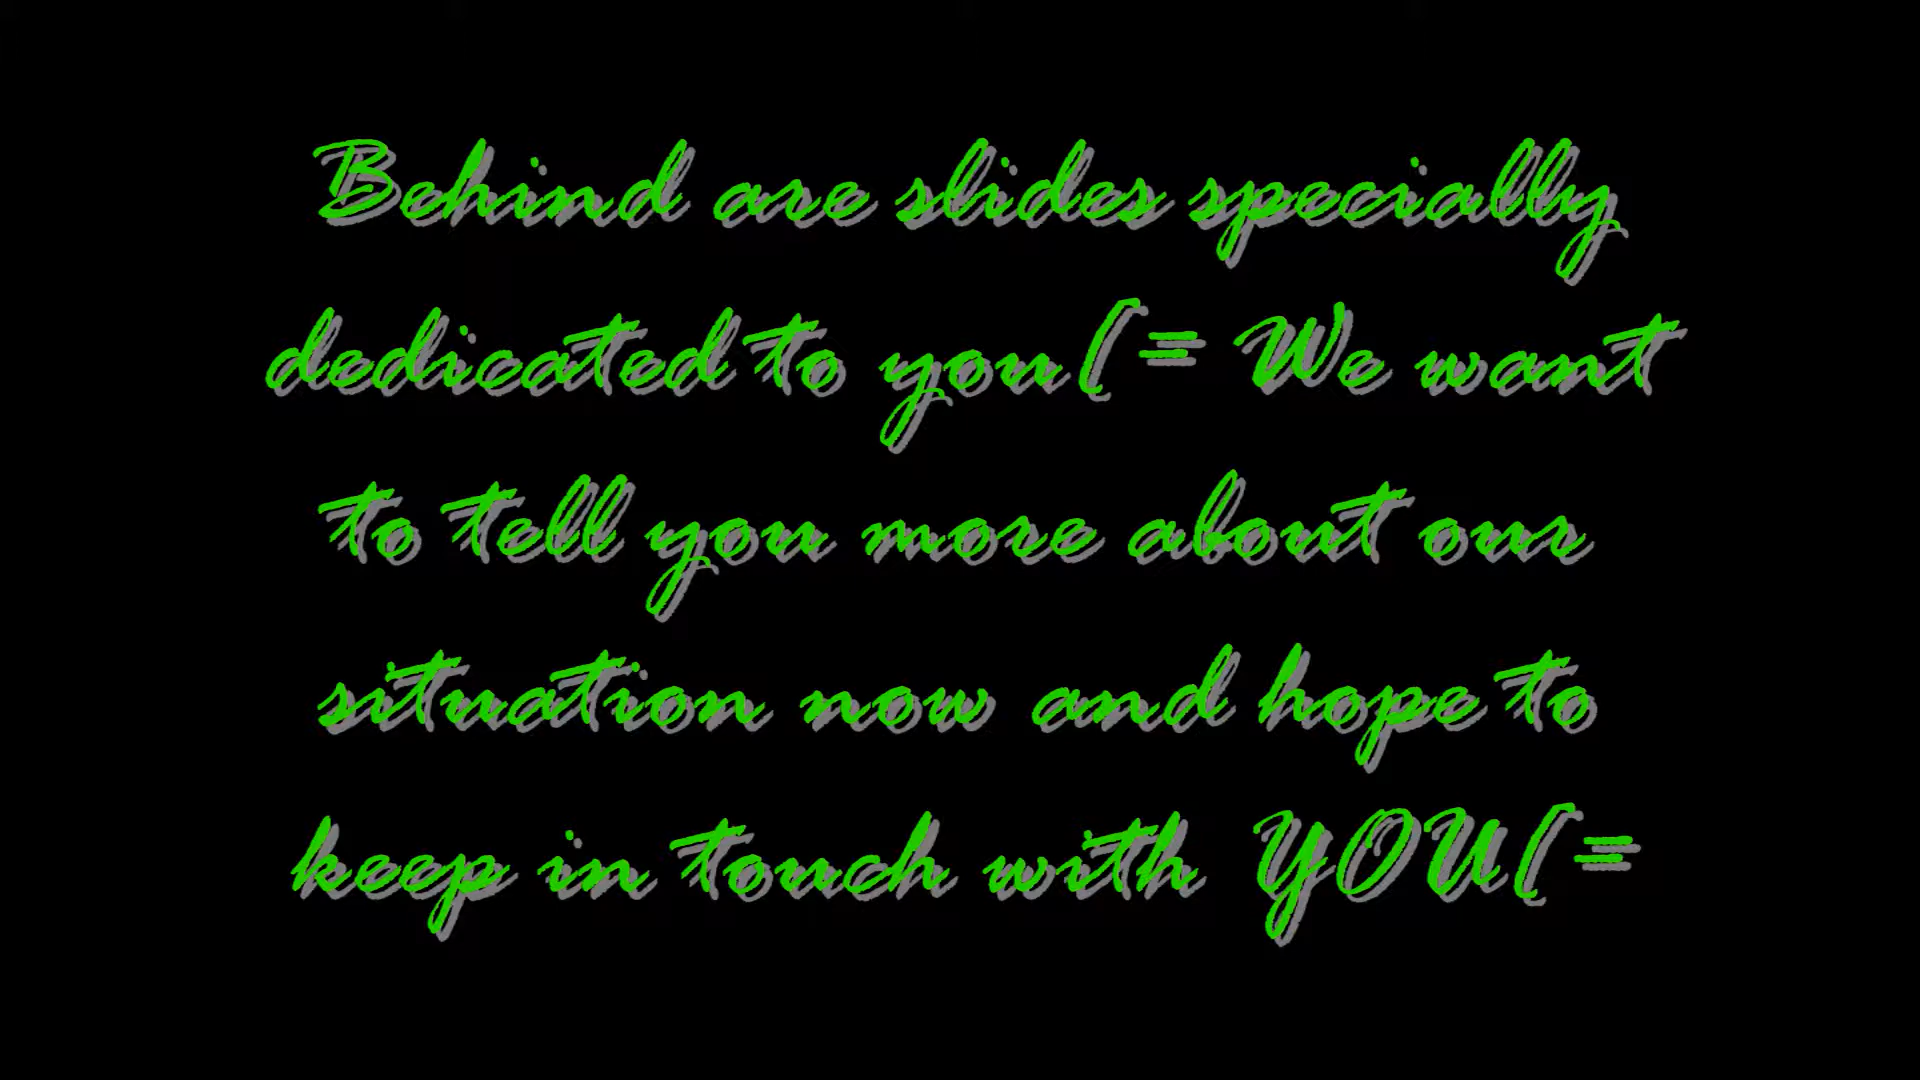 Behind are slides specially
dedicated to you(= We want
to tell you more about our
situation now and hope to
keep in touch with YOU(=